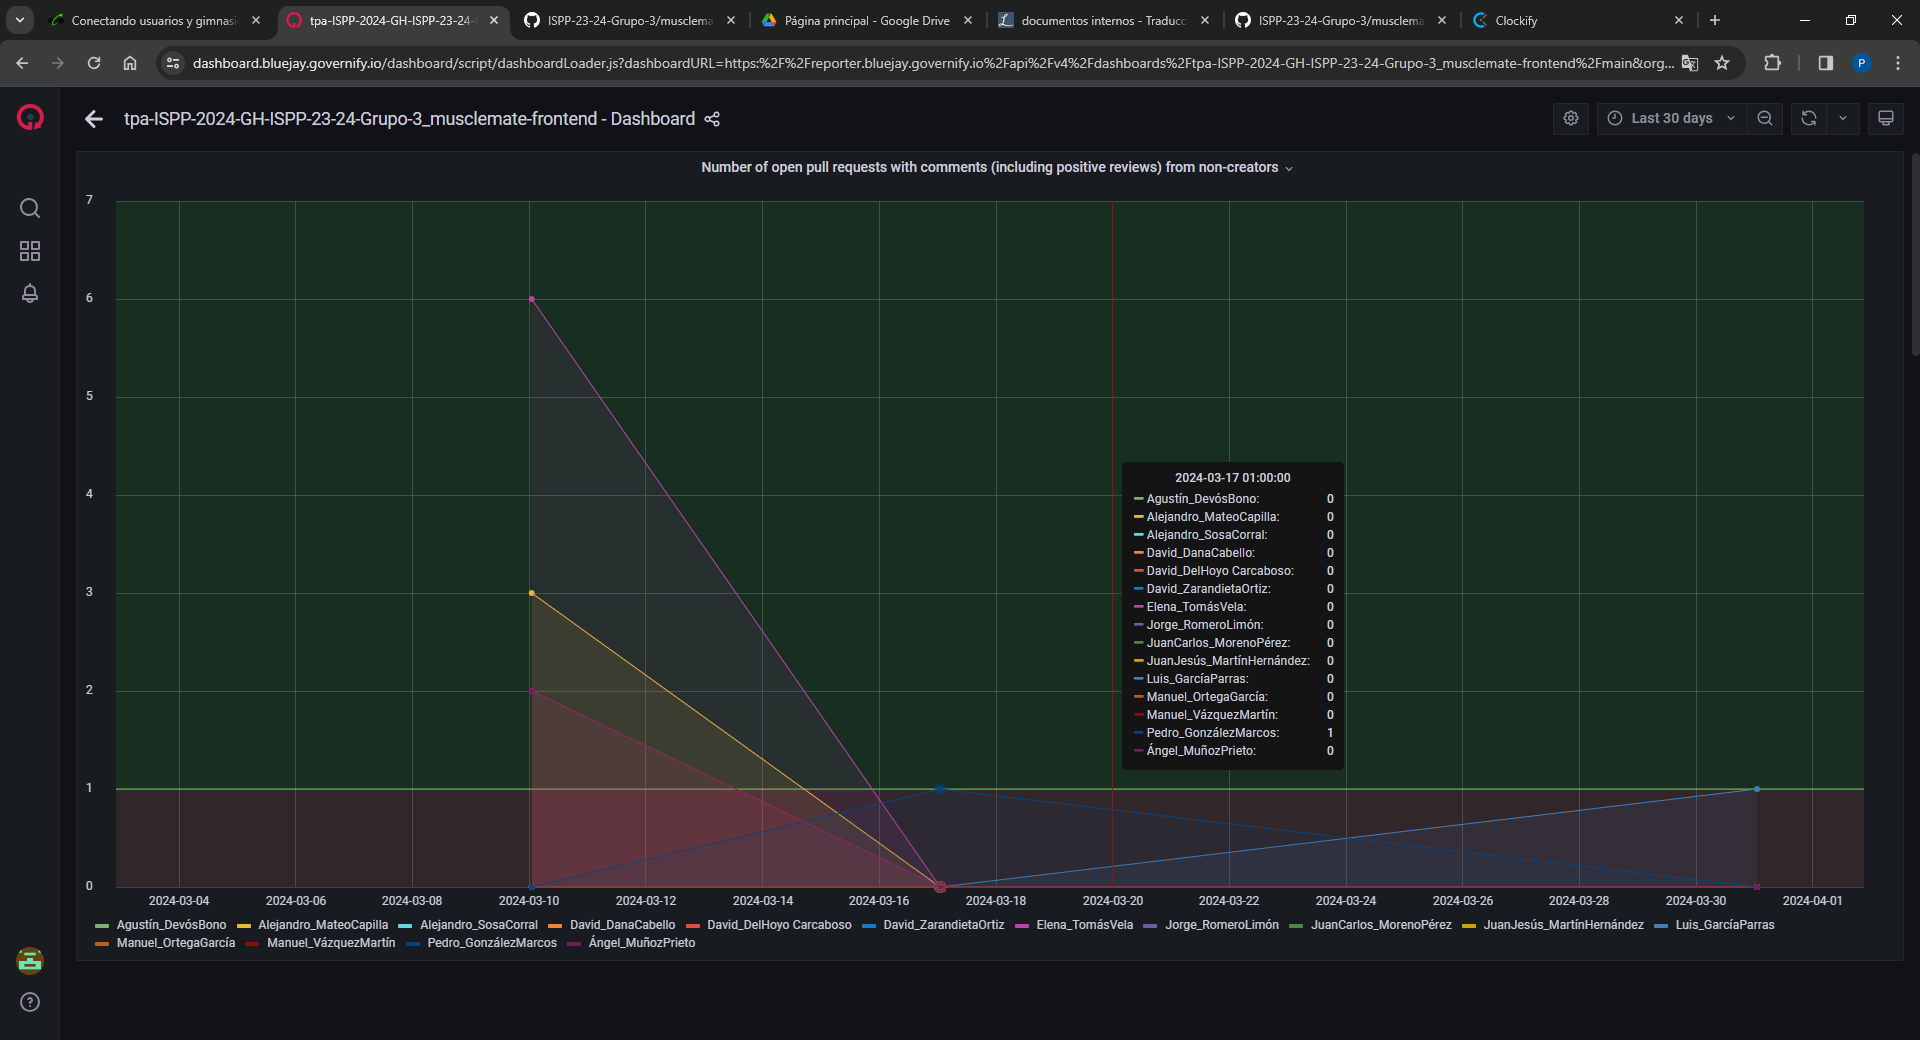 Conectando usuarios y gimnasi
tpa-ISPP-2024-GH-ISPP-23-24-
ISPP-23-24-Grupo-3/musclema
Página principal - Google Drive
documentos internos - Traducc
ISPP-23-24-Grupo-3/musclema
Clockify
dashboard.bluejay.governify.io/dashboard/script/dashboardLoader.js?dashboardURL=https:%2F%2Freporter.bluejay.governify.io%2Fapi%2Fv4%2Fdashboards%2Ftpa-ISPP-2024-GH-ISPP-23-24-Grupo-3_musclemate-frontend%2Fmain&org...
P
tpa-ISPP-2024-GH-ISPP-23-24-Grupo-3_musclemate-frontend - Dashboard
Last 30 days
Number of open pull requests with comments (including positive reviews) from non-creators
7
6
5
4
3
2
1
0
2024-03-17 01:00:00
Agustín_DevósBono: 0
Alejandro_MateoCapilla: 0
Alejandro_SosaCorral: 0
David_DanaCabello: 0
David_DelHoyo Carcaboso: 0
David_ZarandietaOrtiz: 0
Elena_TomásVela: 0
Jorge_RomeroLimón: 0
JuanCarlos_MorenoPérez: 0
JuanJesús_MartínHernández: 0
Luis_GarcíaParras: 0
Manuel_OrtegaGarcía: 0
Manuel_VázquezMartín: 0
Pedro_GonzálezMarcos: 1
Ángel_MuñozPrieto: 0
2024-03-04 2024-03-06 2024-03-08 2024-03-10 2024-03-12 2024-03-14 2024-03-16 2024-03-18 2024-03-20 2024-03-22 2024-03-24 2024-03-26 2024-03-28 2024-03-30 2024-04-01
Agustín_DevósBono Alejandro_MateoCapilla Alejandro_SosaCorral David_DanaCabello David_DelHoyo Carcaboso David_ZarandietaOrtiz Elena_TomásVela Jorge_RomeroLimón JuanCarlos_MorenoPérez JuanJesús_MartínHernández Luis_GarcíaParras
Manuel_OrtegaGarcía Manuel_VázquezMartín Pedro_GonzálezMarcos Ángel_MuñozPrieto